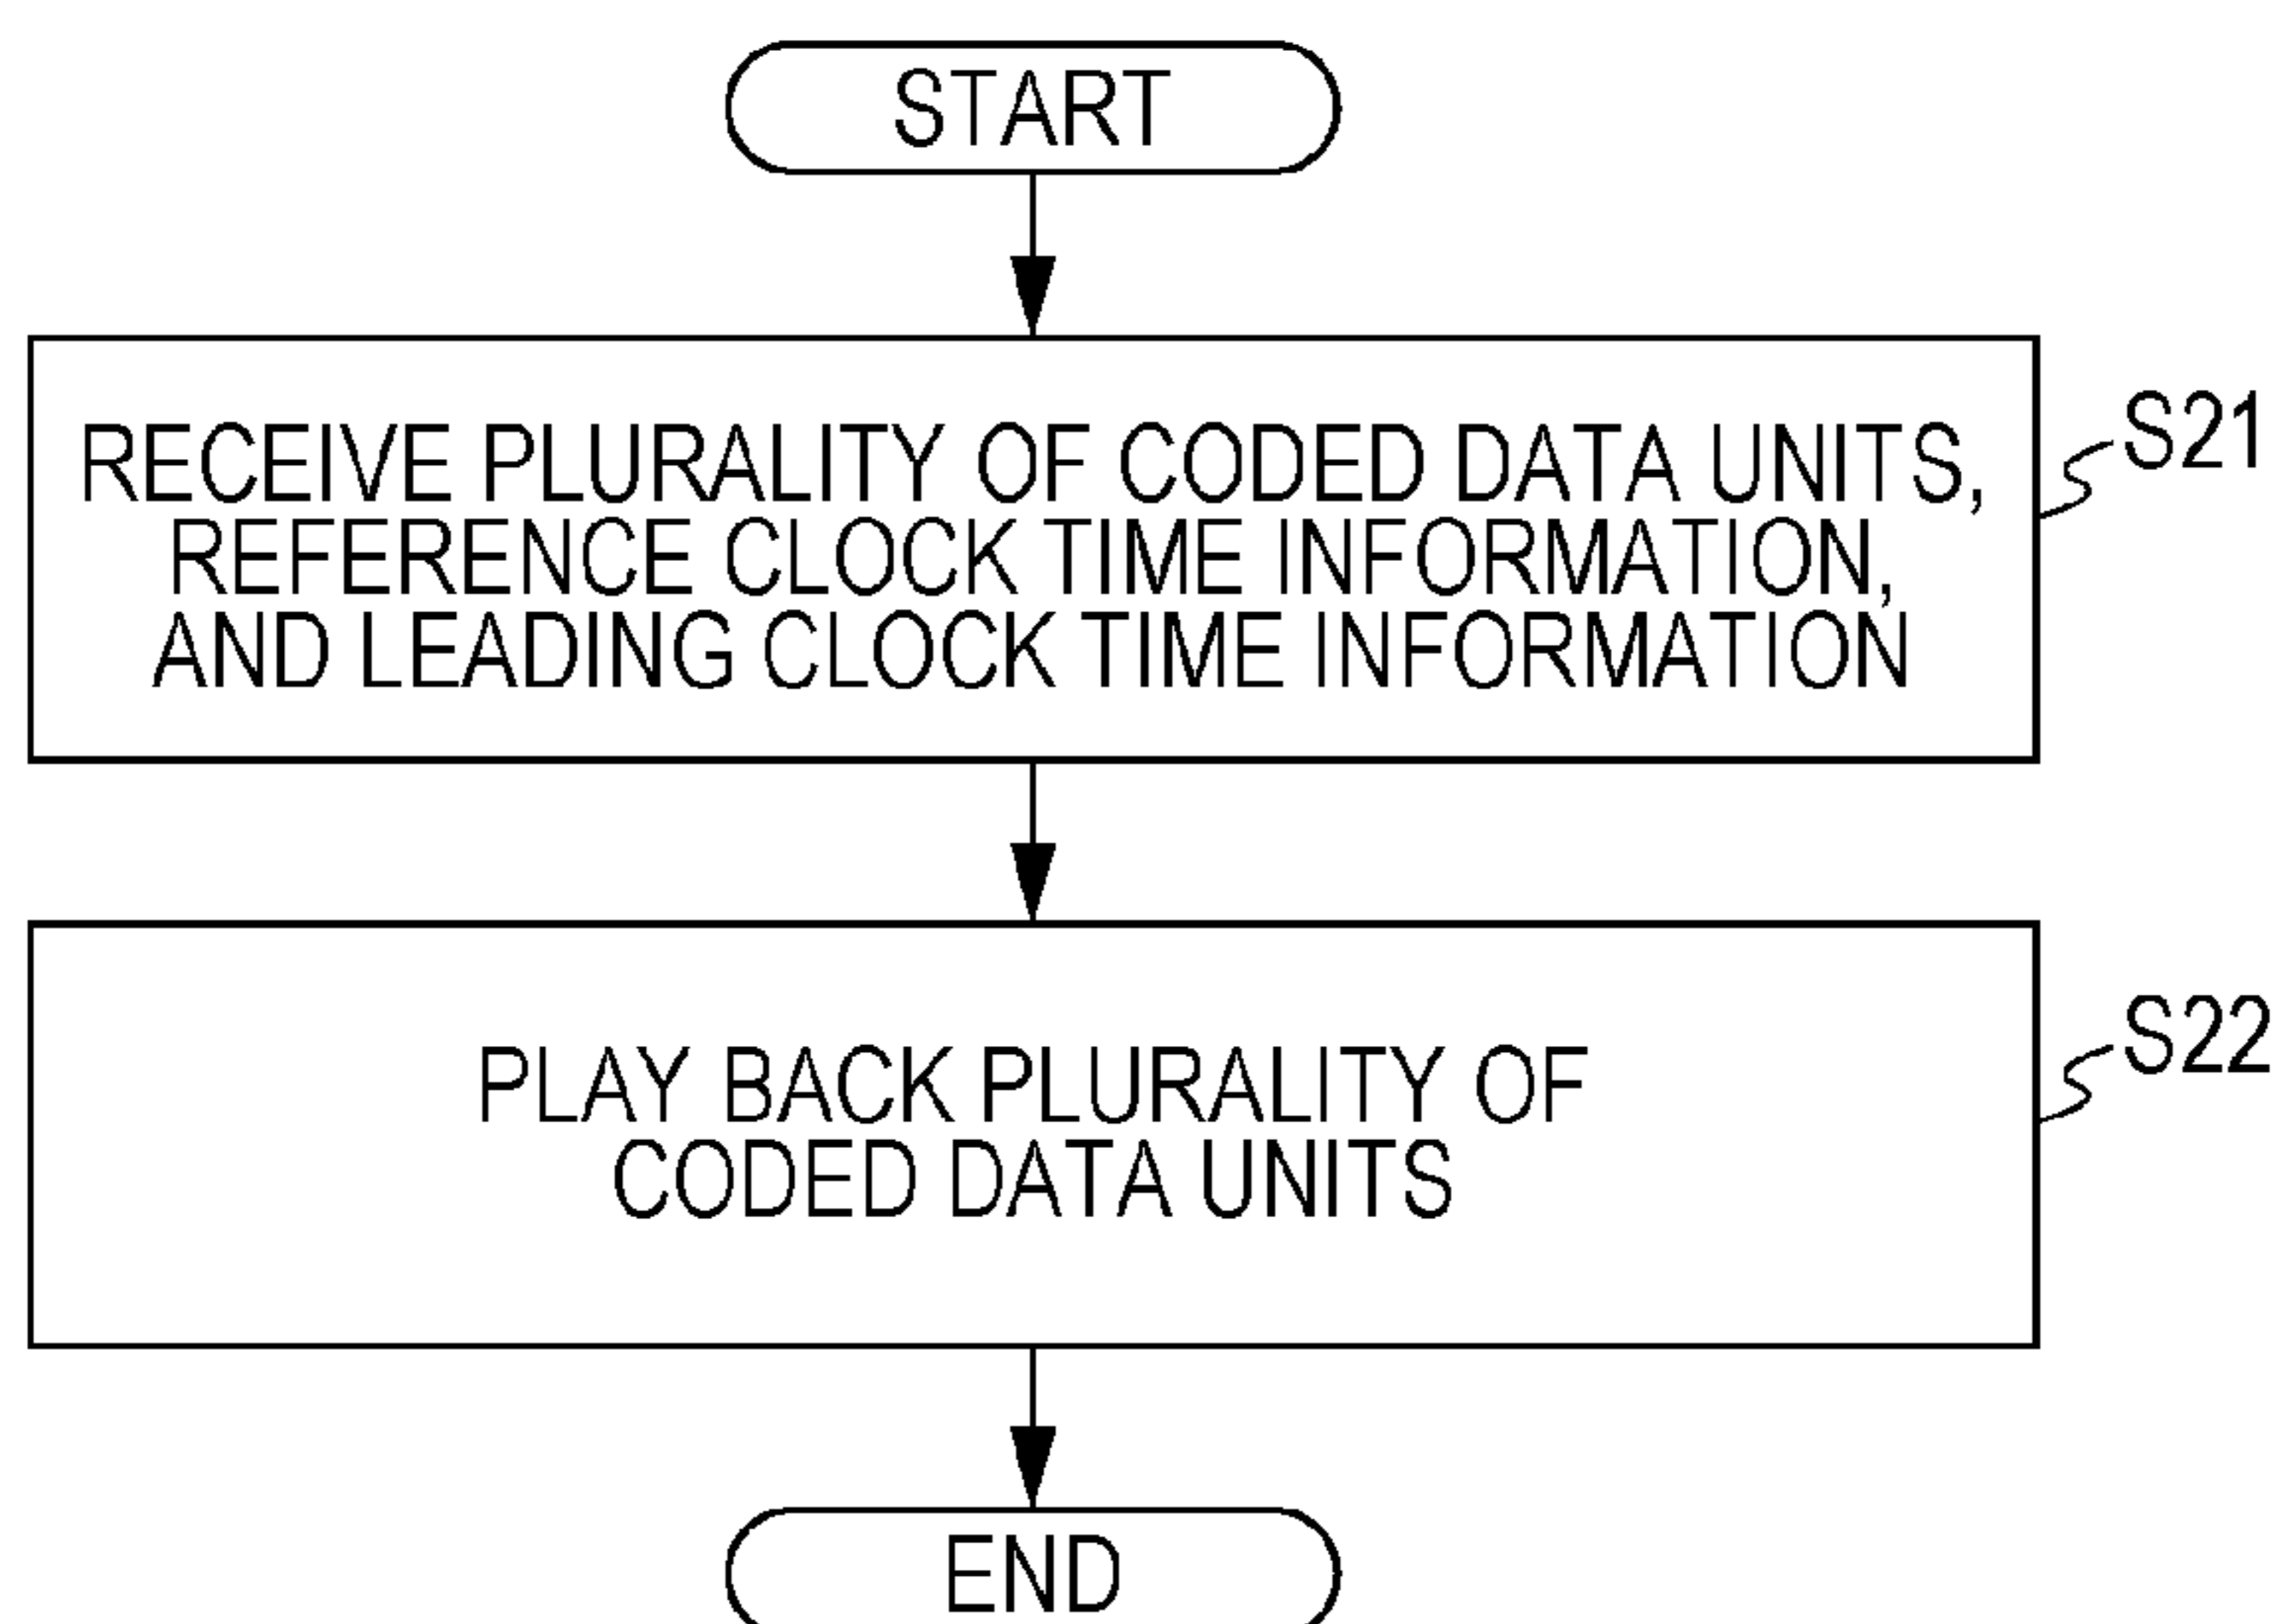 START
RECEIVE PLURALITY OF CODED DATA UNITS,
REFERENCE CLOCK TIME INFORMATION,
AND LEADING CLOCK TIME INFORMATION
S21
PLAY BACK PLURALITY OF
CODED DATA UNITS
S22
END